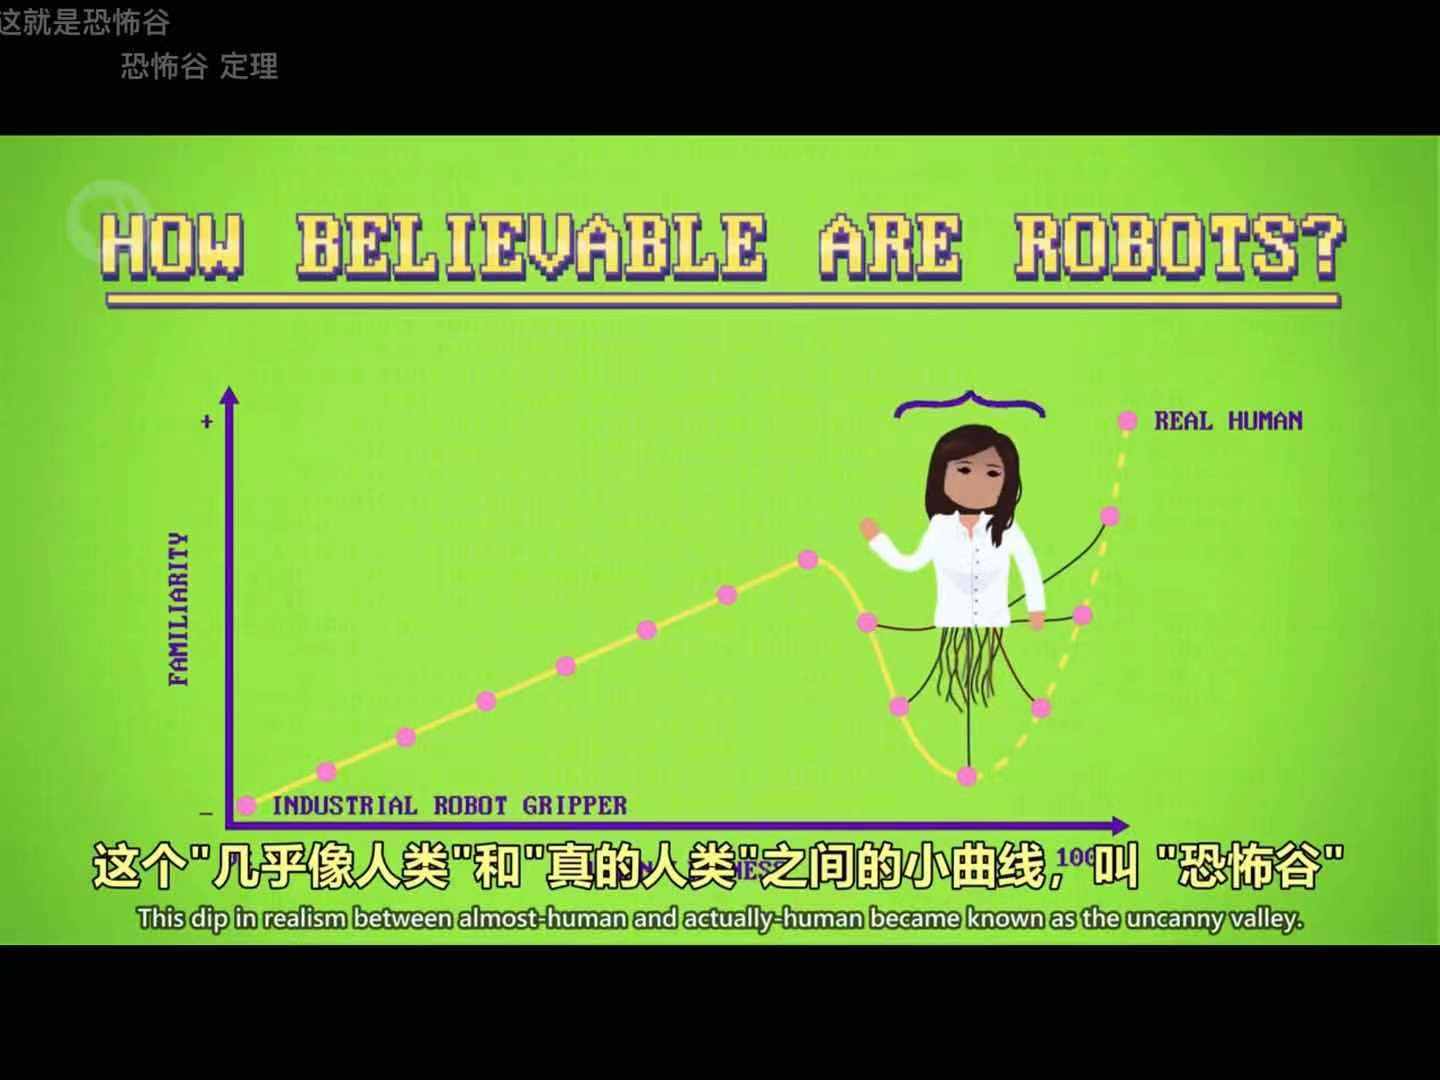 这就是恐怖谷
恐怖谷 定理
HOW BELIEVABLE ARE ROBOTS?
+
REAL HUMAN
FAMILIARITY
INDUSTRIAL ROBOT GRIPPER
-
这个"几乎像人类"和"真的人类"之间的小曲线，叫 "恐怖谷"
This dip in realism between almost-human and actually-human became known as the uncanny valley.